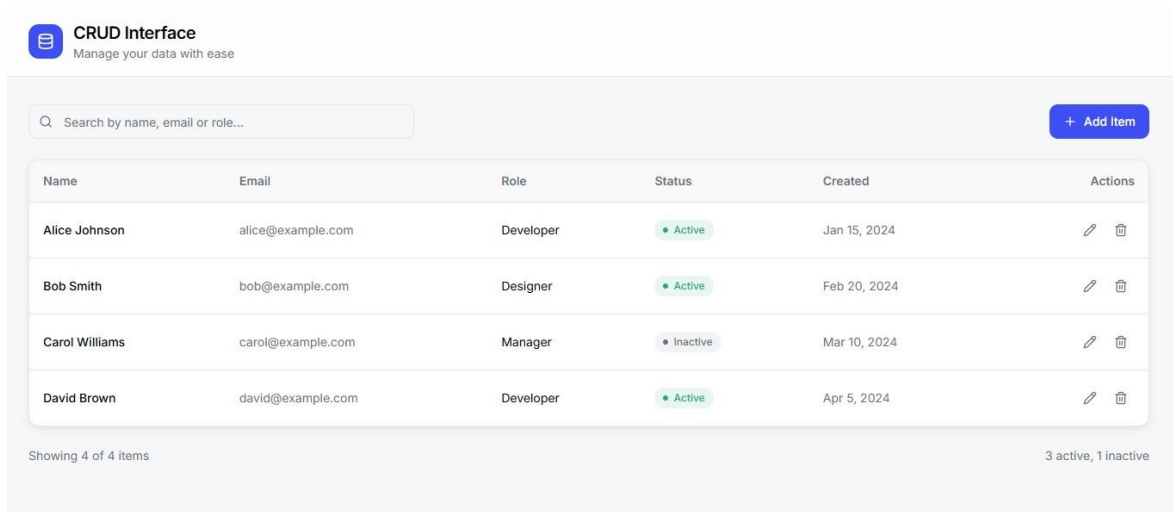 CRUD Interface
Manage your data with ease
Search by name, email or role...
+ Add Item
Name Email Role Status Created Actions
Alice Johnson alice@example.com Developer Active Jan 15, 2024
Bob Smith bob@example.com Designer Active Feb 20, 2024
Carol Williams carol@example.com Manager Inactive Mar 10, 2024
David Brown david@example.com Developer Active Apr 5, 2024
Showing 4 of 4 items 3 active, 1 inactive